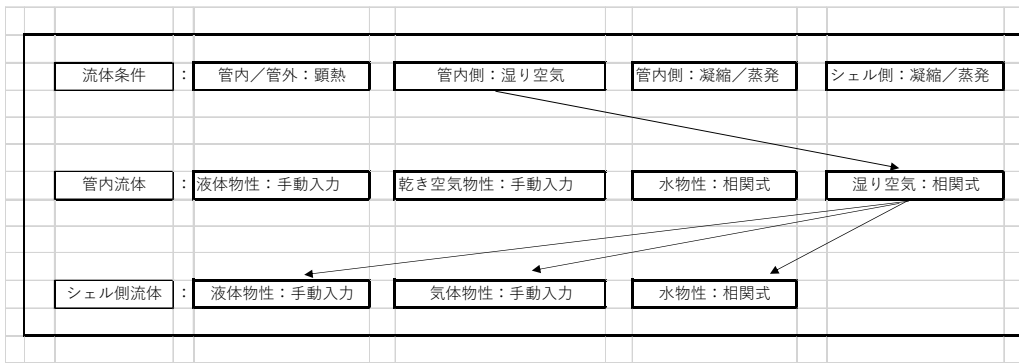 流体条件 : 管内／管外：顕熱 管内側：湿り空気 管内側：凝縮／蒸発 シェル側：凝縮／蒸発
管内流体 : 液体物性：手動入力 乾き空気物性：手動入力 水物性：相関式 湿り空気：相関式
シェル側流体 : 液体物性：手動入力 気体物性：手動入力 水物性：相関式